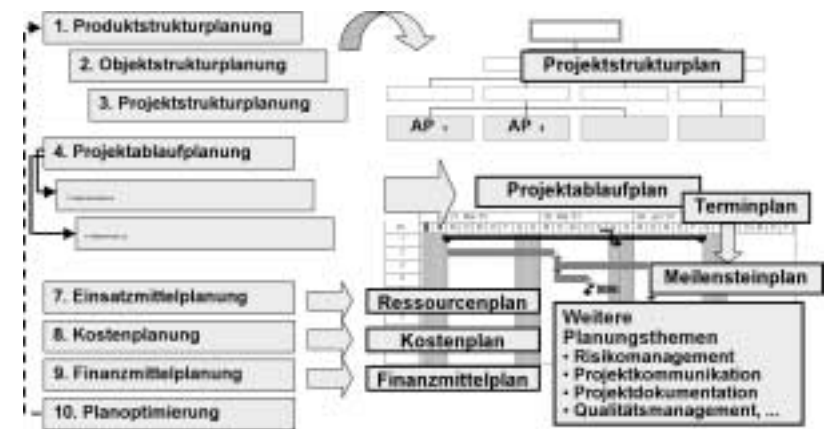 1. Produktstrukturplanung
2. Objektstrukturplanung
3. Projektstrukturplanung
4. Projektablaufplanung
7. Einsatzmittelplanung
8. Kostenplanung
9. Finanzmittelplanung
10. Planoptimierung
Projektstrukturplan
AP
AP
Projektablaufplan
Terminplan
Meilensteinplan
Ressourcenplan
Kostenplan
Finanzmittelplan
Weitere
Planungsthemen
• Risikomanagement
• Projektkommunikation
• Projektdokumentation
• Qualitätsmanagement, ...